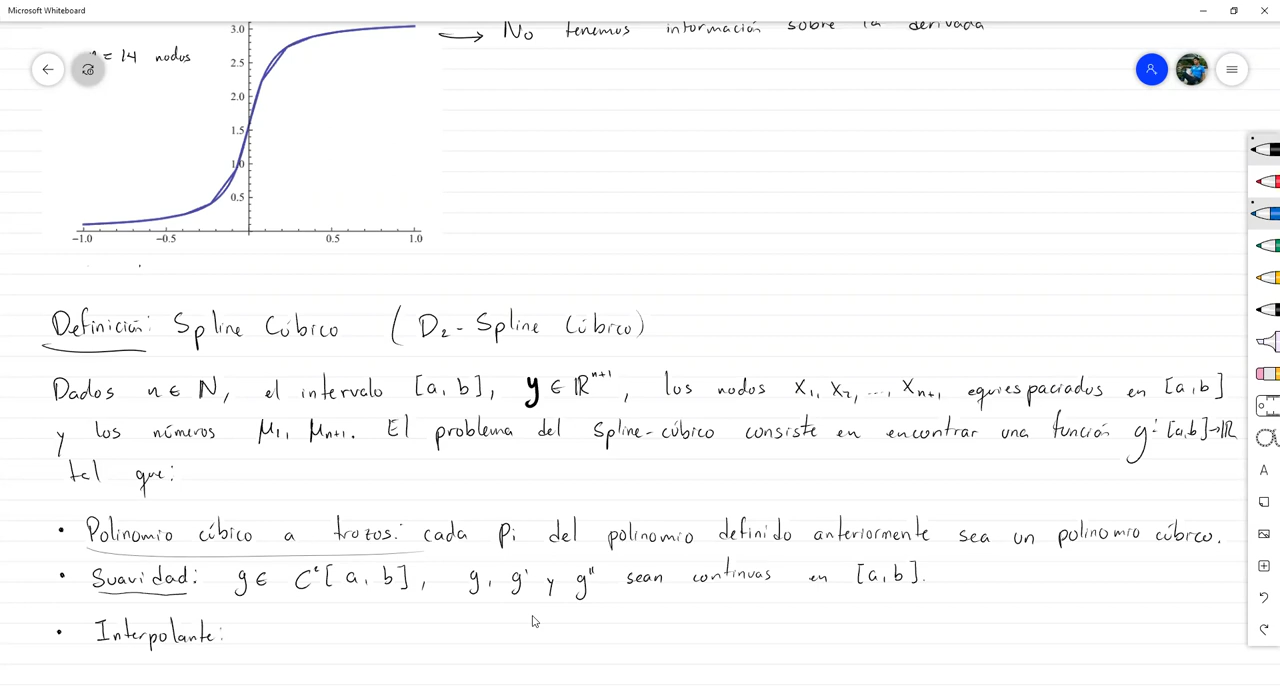 Microsoft Whiteboard
3.0
No tenemos información sobre la derivada
= 14 nodos
2.5
2.0
1.5
1.0
0.5
-1.0 -0.5 0.5 1.0
Definición: Spline Cúbico ( D₂ - Spline Cúbico)
Dados n ∈ ℕ, el intervalo [a, b], y ∈ ℝⁿ⁺¹, los nodos x₁, x₂, ..., xₙ₊₁ equiespaciados en [a, b]
y los números μ₁, μₙ₊₁. El problema del Spline-cúbico consiste en encontrar una función g: [a,b]→ℝ
tal que:
• Polinomio cúbico a trozos: cada pᵢ del polinomio definido anteriormente sea un polinomio cúbico.
• Suavidad: g ∈ C²[a, b], g, g' y g'' sean continuas en [a, b].
• Interpolante:
A